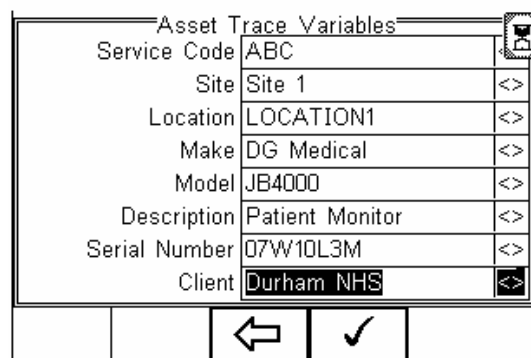 Asset Trace Variables
Service Code ABC
Site Site 1 <>
Location LOCATION1 <>
Make DG Medical <>
Model JB4000 <>
Description Patient Monitor <>
Serial Number 07W10L3M <>
Client Durham NHS <>